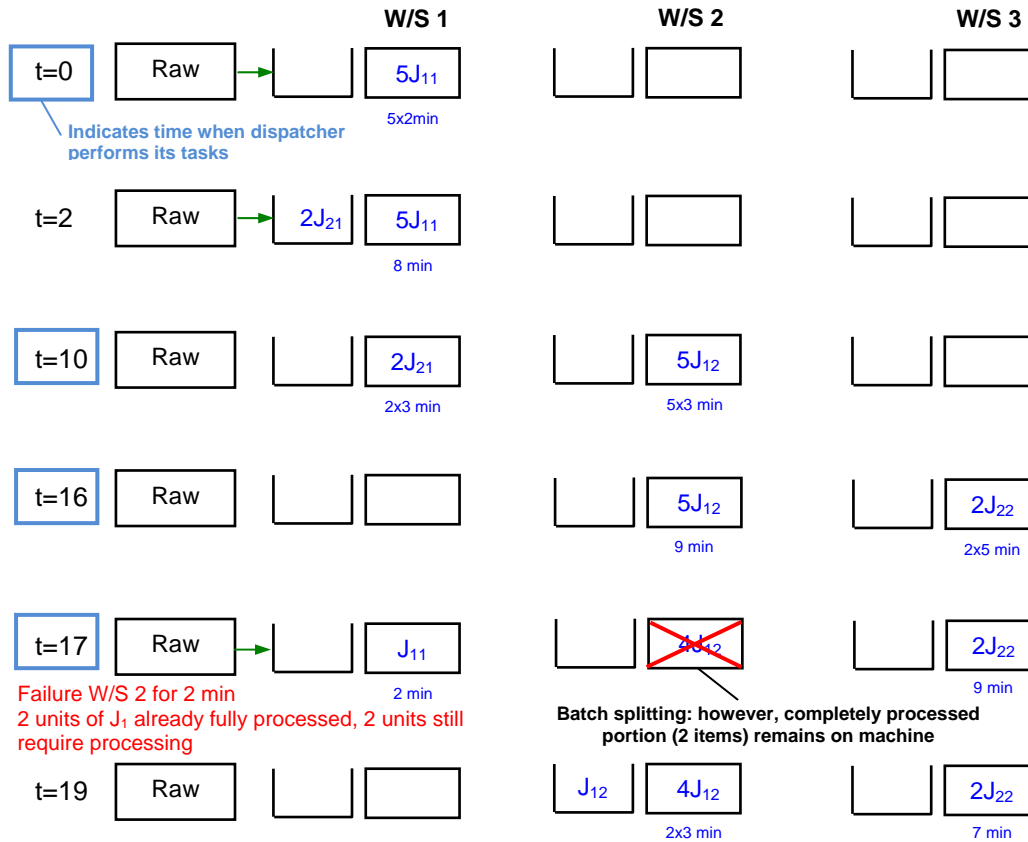 W/S 1 W/S 2 W/S 3
t=0 Raw 5J₁₁
5x2min
Indicates time when dispatcher
performs its tasks
t=2 Raw 2J₂₁ 5J₁₁
8 min
t=10 Raw 2J₂₁ 5J₁₂
2x3 min 5x3 min
t=16 Raw 5J₁₂ 2J₂₂
9 min 2x5 min
t=17 Raw J₁₁ 4J₁₂ 2J₂₂
2 min 9 min
Failure W/S 2 for 2 min
2 units of J₁ already fully processed, 2 units still
require processing
Batch splitting: however, completely processed
portion (2 items) remains on machine
t=19 Raw J₁₂ 4J₁₂ 2J₂₂
2x3 min 7 min